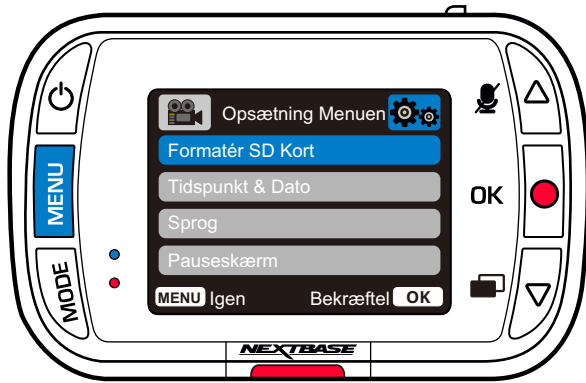 Opsætning Menuen
Formatér SD Kort
Tidspunkt & Dato
Sprog
Pauseskærm
MENU Igen Bekræftel OK
MENU
MODE
OK
NEXTBASE